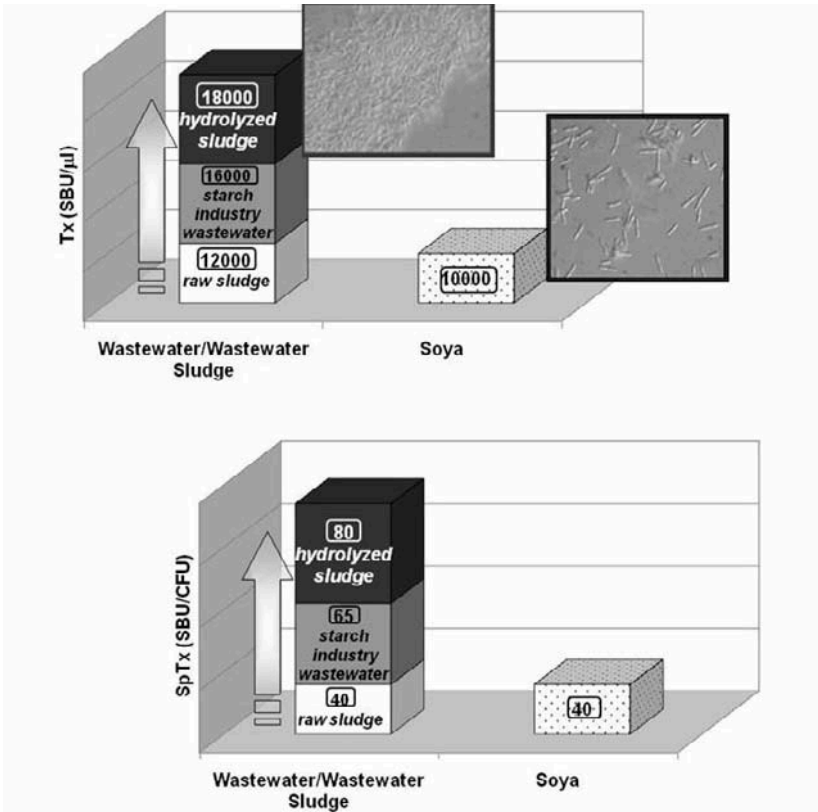 Tx (SBU/µl)
18000
hydrolyzed
sludge
16000
starch
industry
wastewater
12000
raw sludge
10000
Wastewater/Wastewater
Sludge
Soya
SpTx (SBU/CFU)
80
hydrolyzed
sludge
65
starch
industry
wastewater
40
raw sludge
40
Wastewater/Wastewater
Sludge
Soya